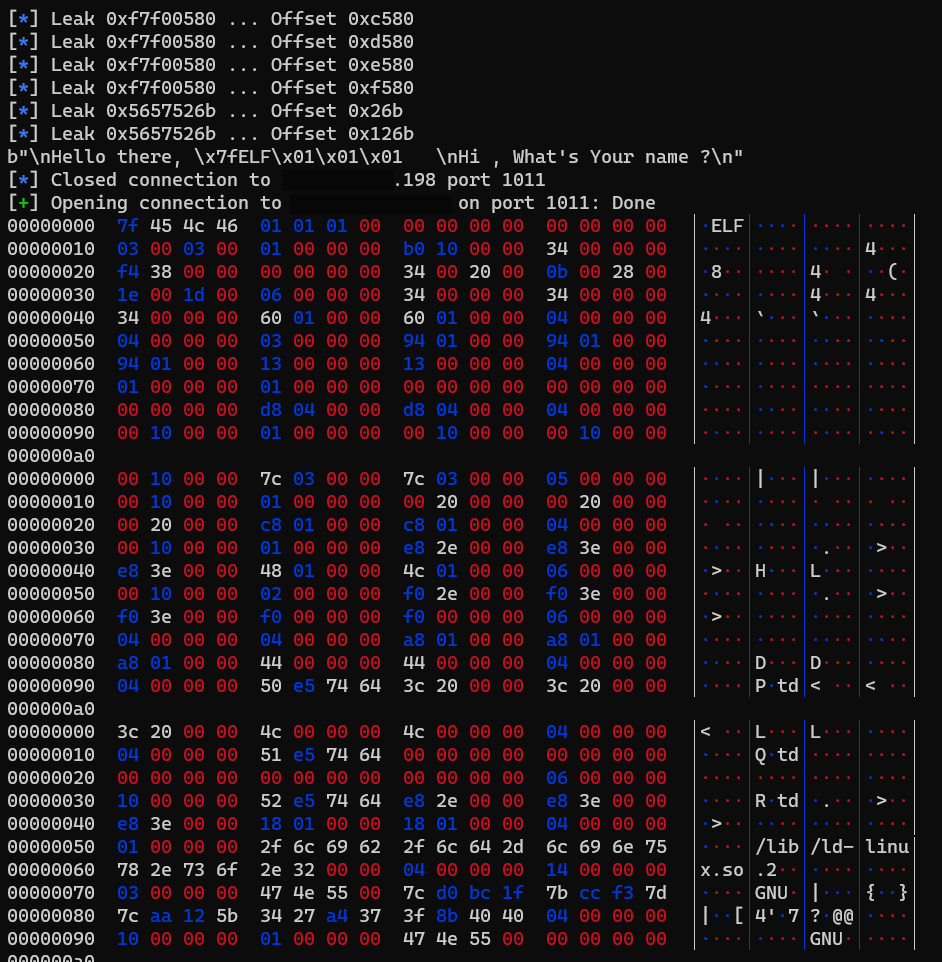 [*] Leak 0xf7f00580 ... Offset 0xc580
[*] Leak 0xf7f00580 ... Offset 0xd580
[*] Leak 0xf7f00580 ... Offset 0xe580
[*] Leak 0xf7f00580 ... Offset 0xf580
[*] Leak 0x5657526b ... Offset 0x26b
[*] Leak 0x5657526b ... Offset 0x126b
b"\nHello there, \x7fELF\x01\x01\x01   \nHi , What's Your name ?\n"
[*] Closed connection to .198 port 1011
[+] Opening connection to on port 1011: Done
00000000  7f 45 4c 46  01 01 01 00  00 00 00 00  00 00 00 00  │·ELF│····│····│····│
00000010  03 00 03 00  01 00 00 00  b0 10 00 00  34 00 00 00  │····│····│····│4···│
00000020  f4 38 00 00  00 00 00 00  34 00 20 00  0b 00 28 00  │·8··│····│4· ·│··(·│
00000030  1e 00 1d 00  06 00 00 00  34 00 00 00  34 00 00 00  │····│····│4···│4···│
00000040  34 00 00 00  60 01 00 00  60 01 00 00  04 00 00 00  │4···│`···│`···│····│
00000050  04 00 00 00  03 00 00 00  94 01 00 00  94 01 00 00  │····│····│····│····│
00000060  94 01 00 00  13 00 00 00  13 00 00 00  04 00 00 00  │····│····│····│····│
00000070  01 00 00 00  01 00 00 00  00 00 00 00  00 00 00 00  │····│····│····│····│
00000080  00 00 00 00  d8 04 00 00  d8 04 00 00  04 00 00 00  │····│····│····│····│
00000090  00 10 00 00  01 00 00 00  00 10 00 00  00 10 00 00  │····│····│····│····│
000000a0
00000000  00 10 00 00  7c 03 00 00  7c 03 00 00  05 00 00 00  │····│|···│|···│····│
00000010  00 10 00 00  01 00 00 00  00 20 00 00  00 20 00 00  │····│····│· ··│· ··│
00000020  00 20 00 00  c8 01 00 00  c8 01 00 00  04 00 00 00  │· ··│····│····│····│
00000030  00 10 00 00  01 00 00 00  e8 2e 00 00  e8 3e 00 00  │····│····│·.··│·>··│
00000040  e8 3e 00 00  48 01 00 00  4c 01 00 00  06 00 00 00  │·>··│H···│L···│····│
00000050  00 10 00 00  02 00 00 00  f0 2e 00 00  f0 3e 00 00  │····│····│·.··│·>··│
00000060  f0 3e 00 00  f0 00 00 00  f0 00 00 00  06 00 00 00  │·>··│····│····│····│
00000070  04 00 00 00  04 00 00 00  a8 01 00 00  a8 01 00 00  │····│····│····│····│
00000080  a8 01 00 00  44 00 00 00  44 00 00 00  04 00 00 00  │····│D···│D···│····│
00000090  04 00 00 00  50 e5 74 64  3c 20 00 00  3c 20 00 00  │····│P·td│< ··│< ··│
000000a0
00000000  3c 20 00 00  4c 00 00 00  4c 00 00 00  04 00 00 00  │< ··│L···│L···│····│
00000010  04 00 00 00  51 e5 74 64  00 00 00 00  00 00 00 00  │····│Q·td│····│····│
00000020  00 00 00 00  00 00 00 00  00 00 00 00  06 00 00 00  │····│····│····│····│
00000030  10 00 00 00  52 e5 74 64  e8 2e 00 00  e8 3e 00 00  │····│R·td│·.··│·>··│
00000040  e8 3e 00 00  18 01 00 00  18 01 00 00  04 00 00 00  │·>··│····│····│····│
00000050  01 00 00 00  2f 6c 69 62  2f 6c 64 2d  6c 69 6e 75  │····│/lib│/ld-│linu│
00000060  78 2e 73 6f  2e 32 00 00  04 00 00 00  14 00 00 00  │x.so│.2··│····│····│
00000070  03 00 00 00  47 4e 55 00  7c d0 bc 1f  7b cc f3 7d  │····│GNU·│|···│{··}│
00000080  7c aa 12 5b  34 27 a4 37  3f 8b 40 40  04 00 00 00  │|··[│4'·7│?·@@│····│
00000090  10 00 00 00  01 00 00 00  47 4e 55 00  00 00 00 00  │····│····│GNU·│····│
000000a0